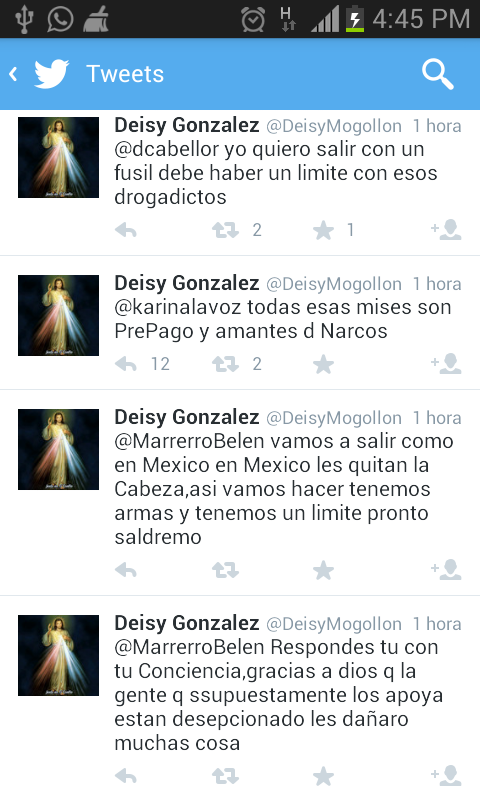 H 4:45 PM
Tweets
Deisy Gonzalez @DeisyMogollon 1 hora
@dcabellor yo quiero salir con un
fusil debe haber un limite con esos
drogadictos
2 1
Deisy Gonzalez @DeisyMogollon 1 hora
@karinalavoz todas esas mises son
PrePago y amantes d Narcos
12 2
Deisy Gonzalez @DeisyMogollon 1 hora
@MarrerroBelen vamos a salir como
en Mexico en Mexico les quitan la
Cabeza,asi vamos hacer tenemos
armas y tenemos un limite pronto
saldremo
Deisy Gonzalez @DeisyMogollon 1 hora
@MarrerroBelen Respondes tu con
tu Conciencia,gracias a dios q la
gente q ssupuestamente los apoya
estan desepcionado les dañaro
muchas cosa